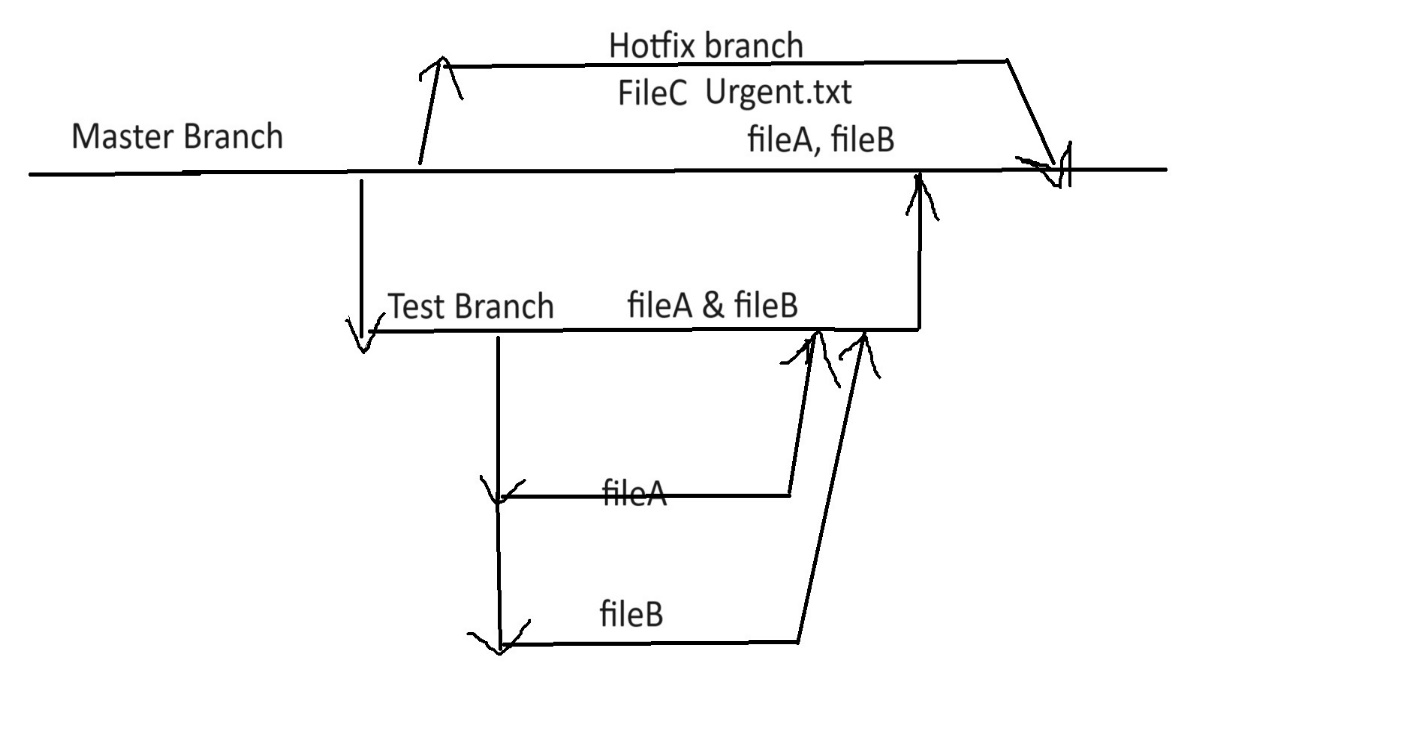 Hotfix branch
FileC Urgent.txt
Master Branch
fileA, fileB
Test Branch
fileA & fileB
fileA
fileB